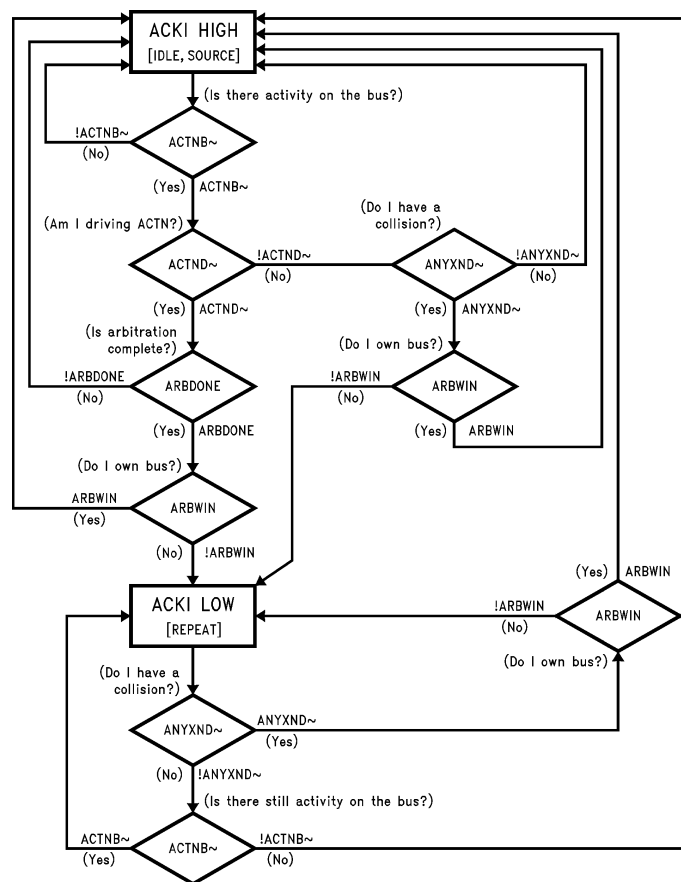 ACKI HIGH
[IDLE, SOURCE]
(Is there activity on the bus?)
!ACTNB~
(No)
ACTNB~
(Yes) ACTNB~
(Am I driving ACTN?)
(Do I have a
collision?)
ACTND~
!ACTND~
(No)
ANYXND~
!ANYXND~
(No)
(Yes) ACTND~
(Yes) ANYXND~
(Is arbitration
complete?)
(Do I own bus?)
!ARBDONE
(No)
ARBDONE
!ARBWIN
(No)
ARBWIN
(Yes) ARBDONE
(Yes) ARBWIN
(Do I own bus?)
ARBWIN
(Yes)
ARBWIN
(No) !ARBWIN
(Yes) ARBWIN
ACKI LOW
[REPEAT]
!ARBWIN
(No)
ARBWIN
(Do I own bus?)
(Do I have a
collision?)
ANYXND~
ANYXND~
(Yes)
(No) !ANYXND~
(Is there still activity on the bus?)
ACTNB~
(Yes)
ACTNB~
!ACTNB~
(No)